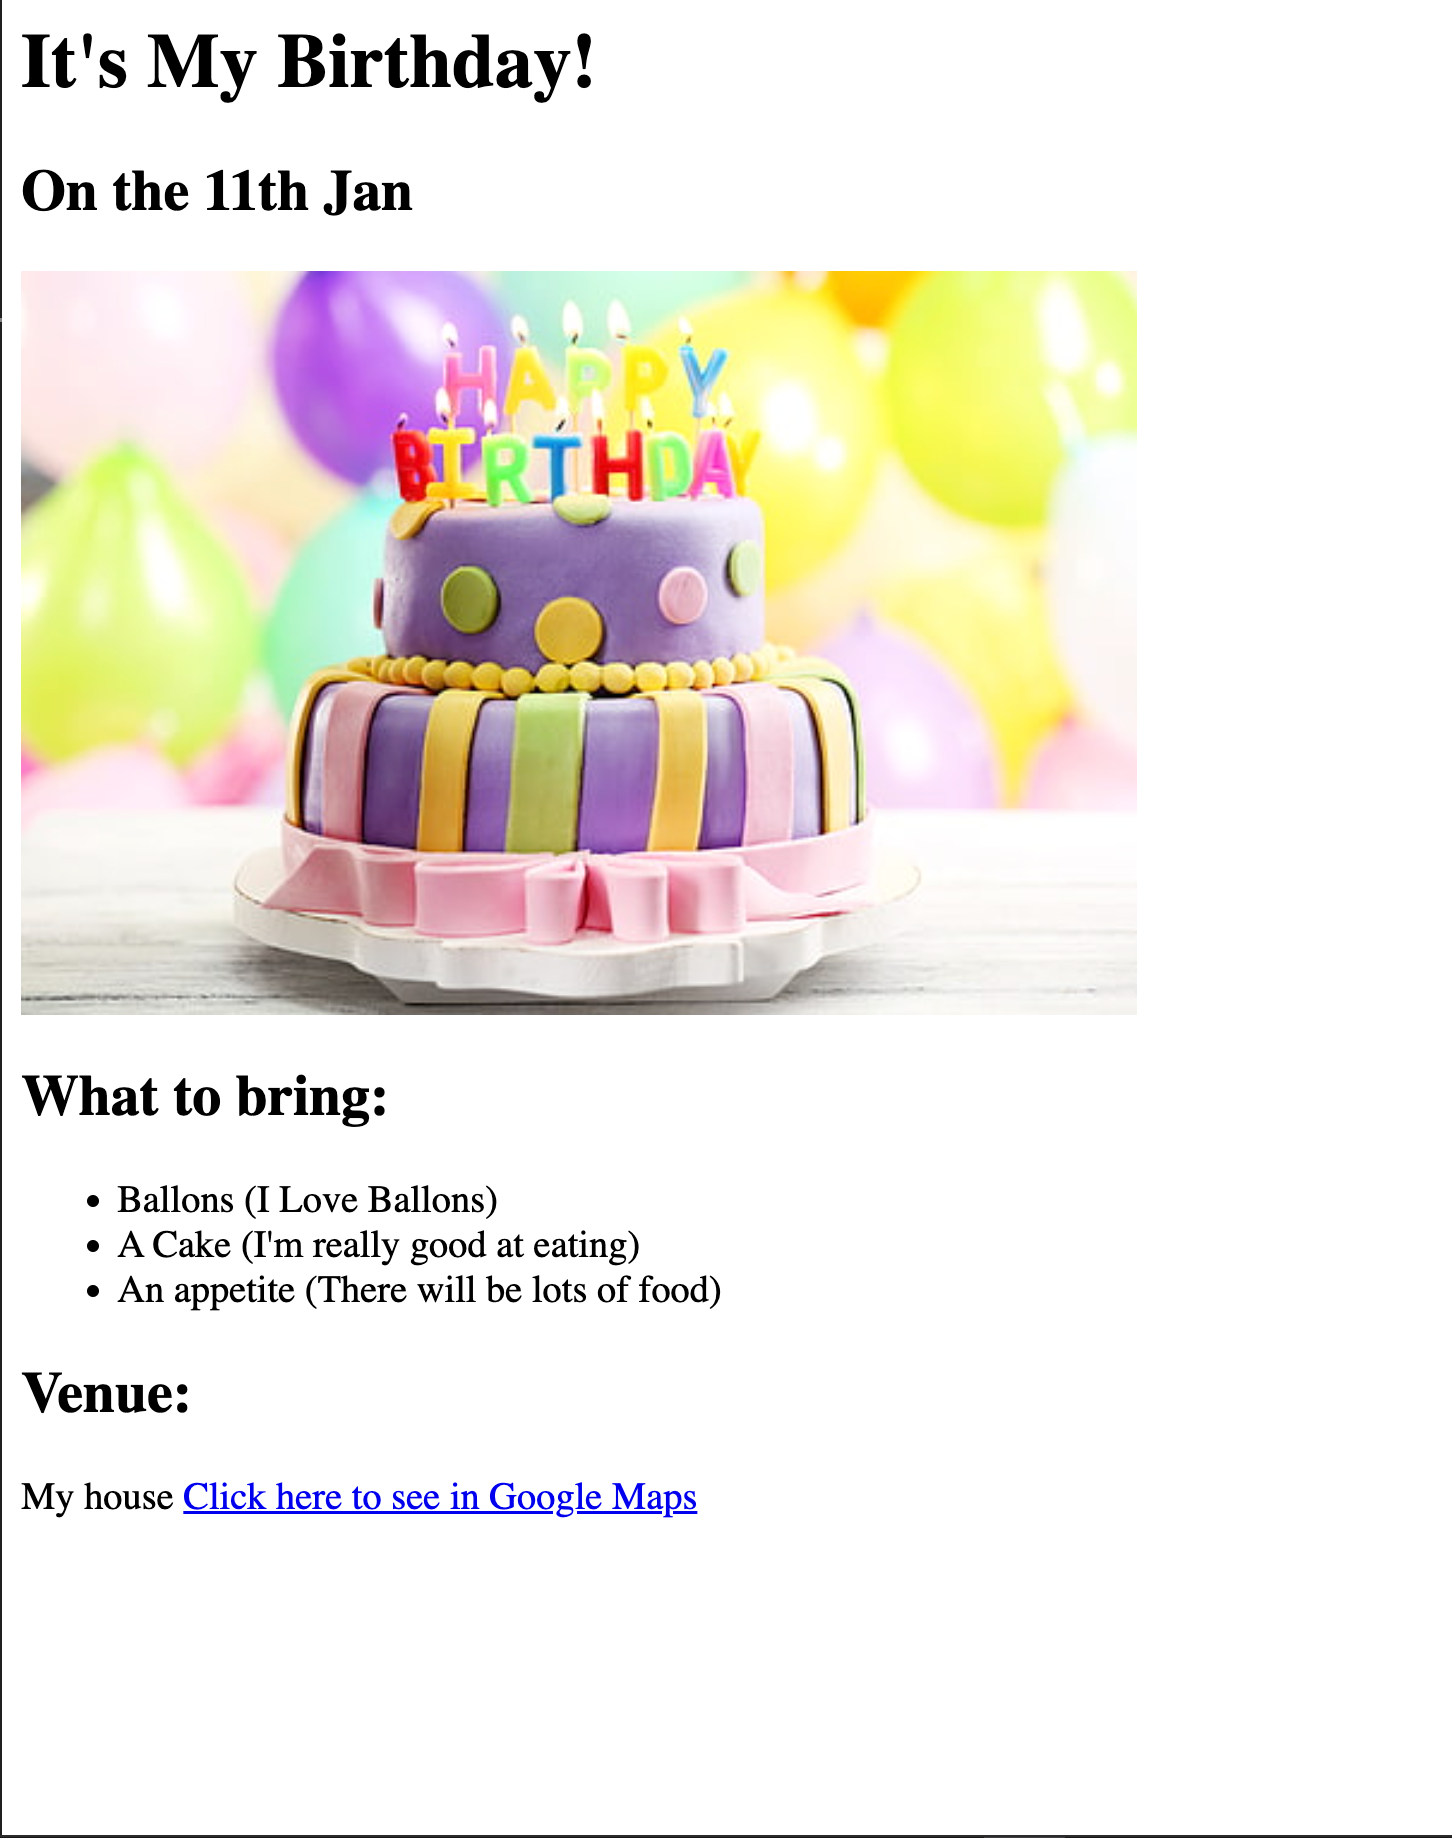 It's My Birthday!
On the 11th Jan
HAPPY
BIRTHDAY
What to bring:
Ballons (I Love Ballons)
A Cake (I'm really good at eating)
An appetite (There will be lots of food)
Venue:
My house Click here to see in Google Maps